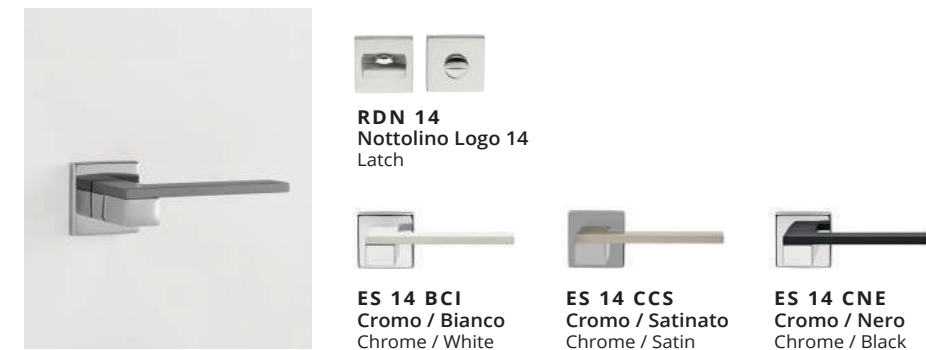 RDN 14
Nottolino Logo 14
Latch
ES 14 BCI
Cromo / Bianco
Chrome / White
ES 14 CCS
Cromo / Satinato
Chrome / Satin
ES 14 CNE
Cromo / Nero
Chrome / Black